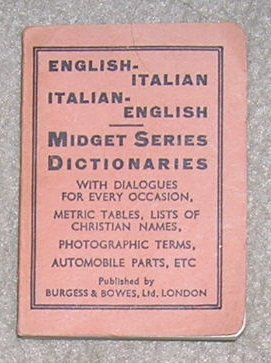 ENGLISH-
ITALIAN
ITALIAN-
ENGLISH
MIDGET SERIES
DICTIONARIES
WITH DIALOGUES
FOR EVERY OCCASION,
METRIC TABLES, LISTS OF
CHRISTIAN NAMES,
PHOTOGRAPHIC TERMS,
AUTOMOBILE PARTS, ETC
Published by
BURGESS & BOWES, Ltd, LONDON